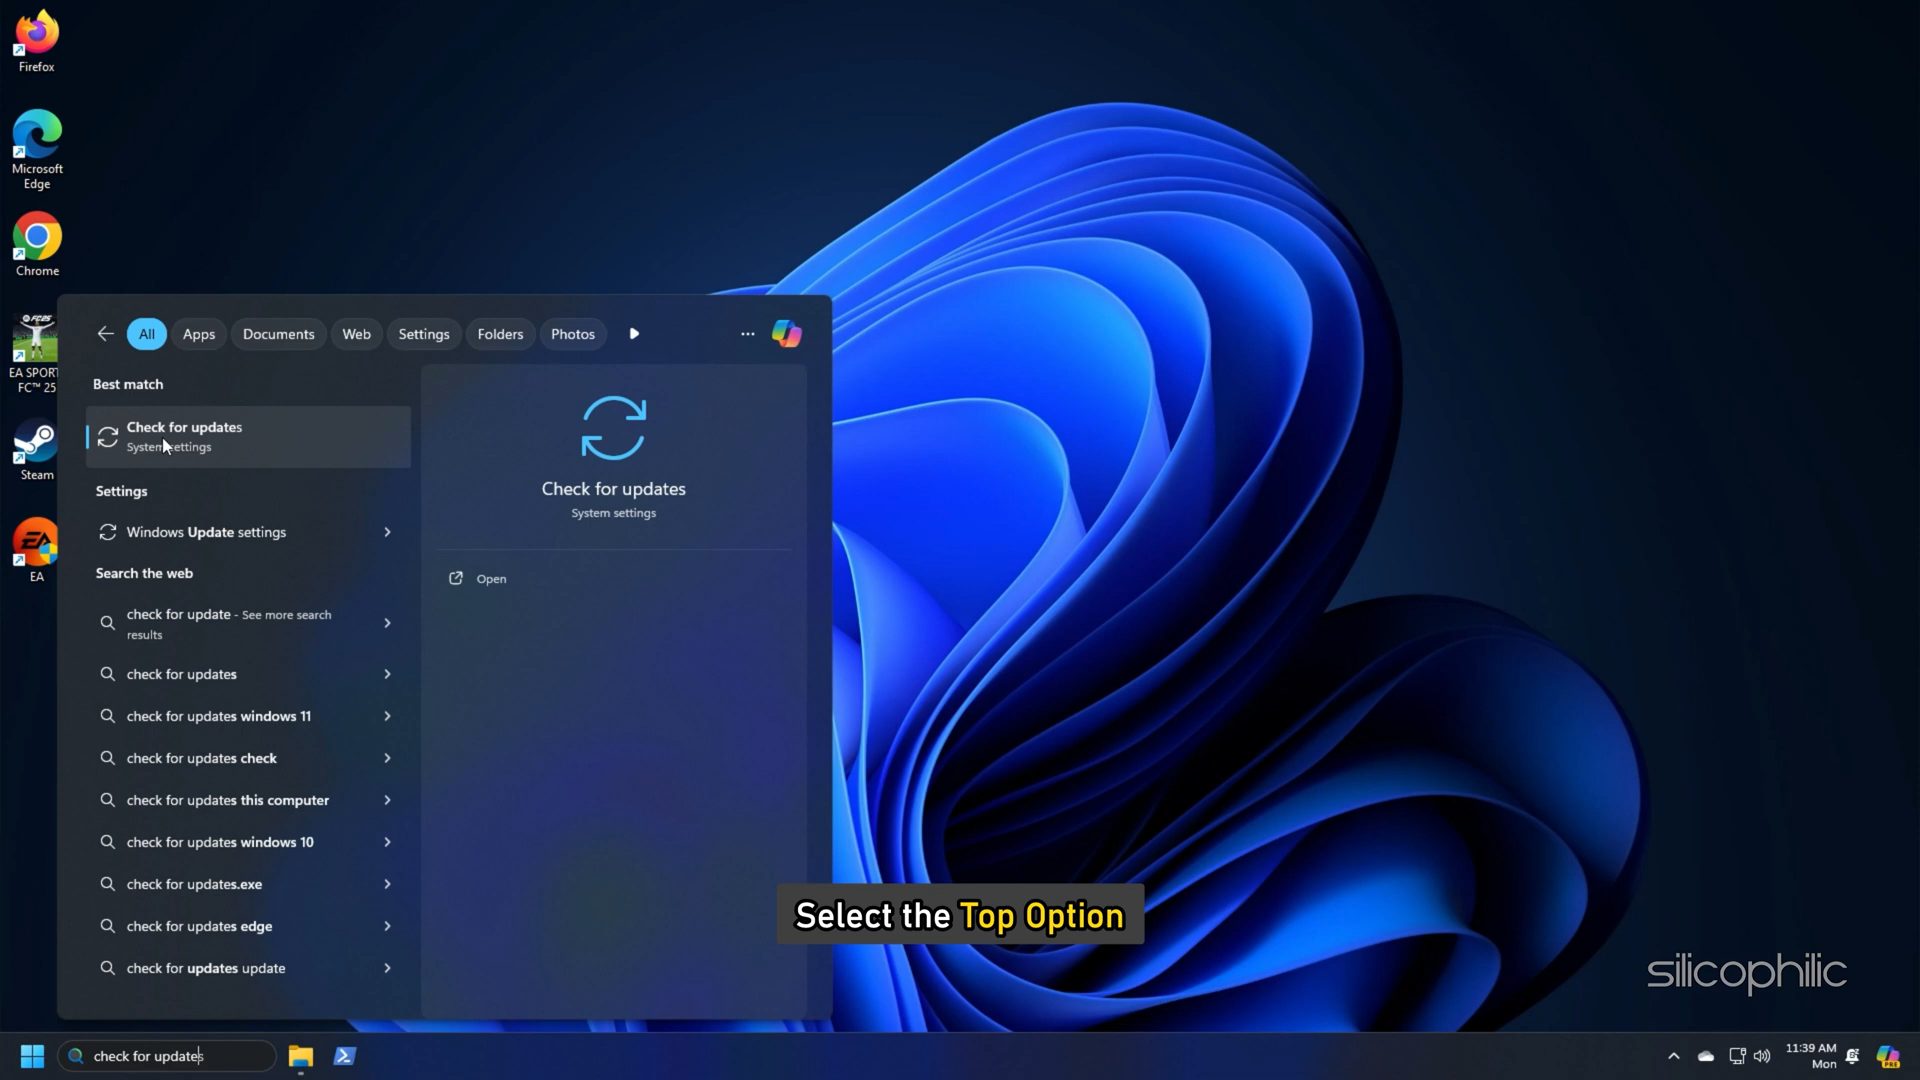 Firefox
Microsoft
Edge
Chrome
EA SPORT
FC™ 25
Steam
EA
All
Apps
Documents
Web
Settings
Folders
Photos
Best match
Check for updates
System settings
Settings
Windows Update settings
Search the web
check for update - See more search
results
check for updates
check for updates windows 11
check for updates check
check for updates this computer
check for updates windows 10
check for updates.exe
check for updates edge
check for updates update
Check for updates
System settings
Open
Select the Top Option
silicophilic
check for updates
11:39 AM
Mon